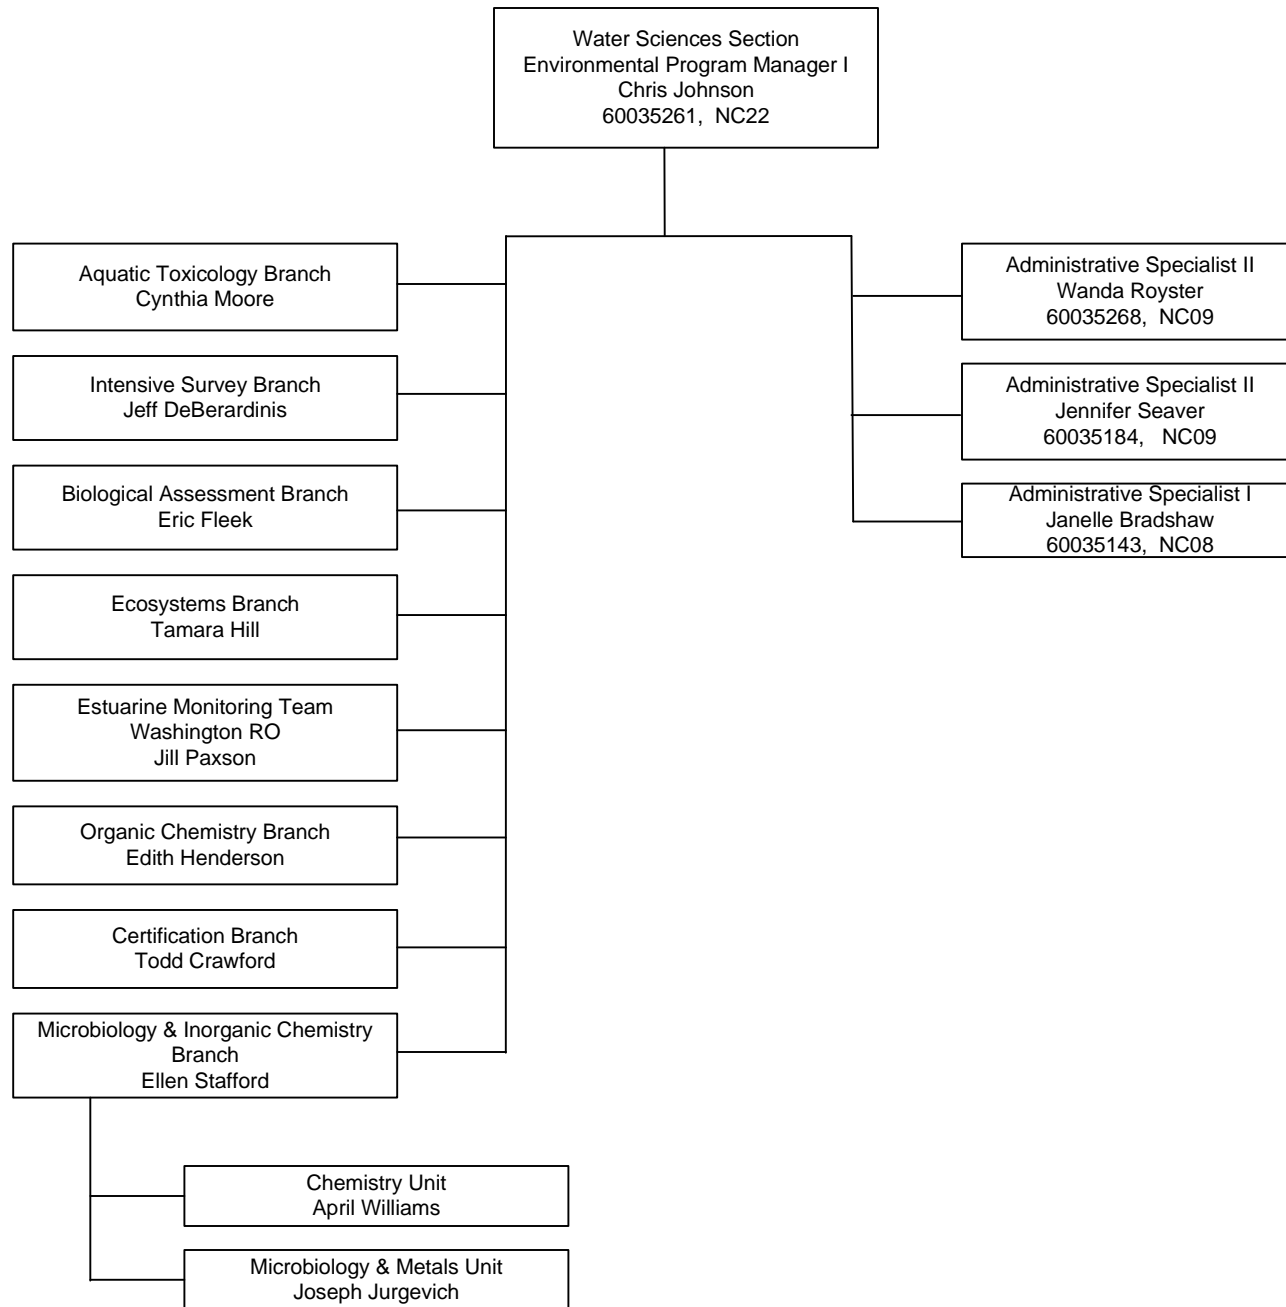 Water Sciences Section
Environmental Program Manager I
Chris Johnson
60035261, NC22
Aquatic Toxicology Branch
Cynthia Moore
Intensive Survey Branch
Jeff DeBerardinis
Biological Assessment Branch
Eric Fleek
Ecosystems Branch
Tamara Hill
Estuarine Monitoring Team
Washington RO
Jill Paxson
Organic Chemistry Branch
Edith Henderson
Certification Branch
Todd Crawford
Microbiology & Inorganic Chemistry
Branch
Ellen Stafford
Chemistry Unit
April Williams
Microbiology & Metals Unit
Joseph Jurgevich
Administrative Specialist II
Wanda Royster
60035268, NC09
Administrative Specialist II
Jennifer Seaver
60035184, NC09
Administrative Specialist I
Janelle Bradshaw
60035143, NC08